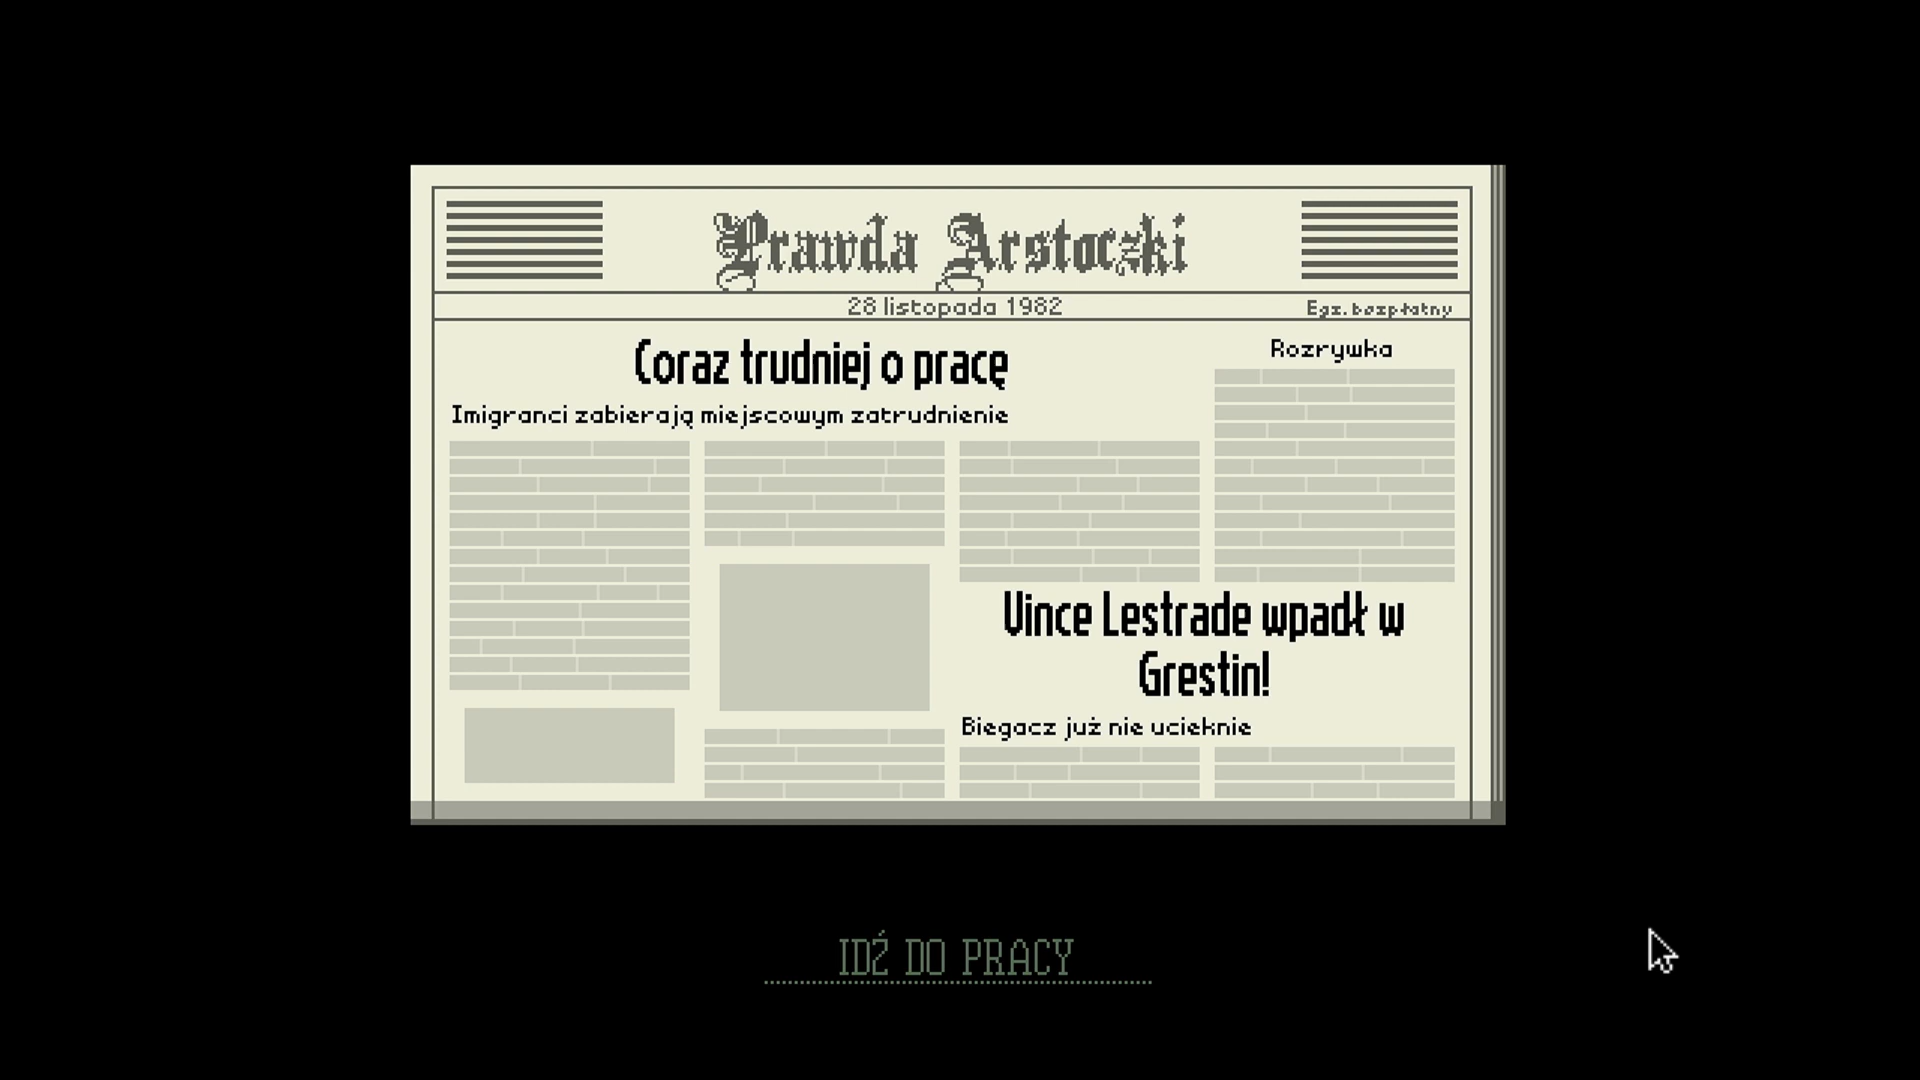 Prawda Arstoczki
28 listopada 1982
Egz. bezpłatny
Coraz trudniej o pracę
Imigranci zabierają miejscowym zatrudnienie
Rozrywka
Vince Lestrade wpadł w
Grestin!
Biegacz już nie ucieknie
IDŹ DO PRACY